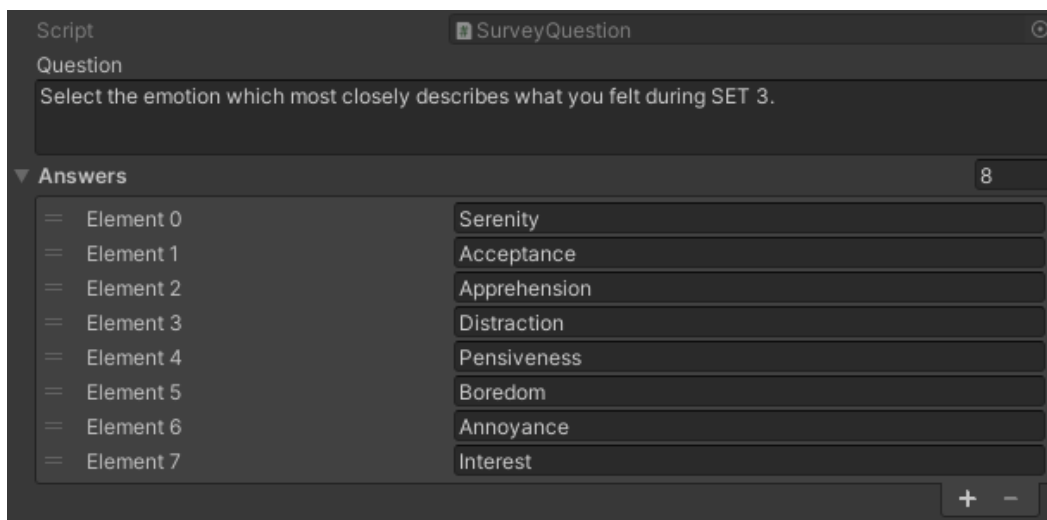 Script SurveyQuestion
Question
Select the emotion which most closely describes what you felt during SET 3.
Answers 8
Element 0 Serenity
Element 1 Acceptance
Element 2 Apprehension
Element 3 Distraction
Element 4 Pensiveness
Element 5 Boredom
Element 6 Annoyance
Element 7 Interest
+ −